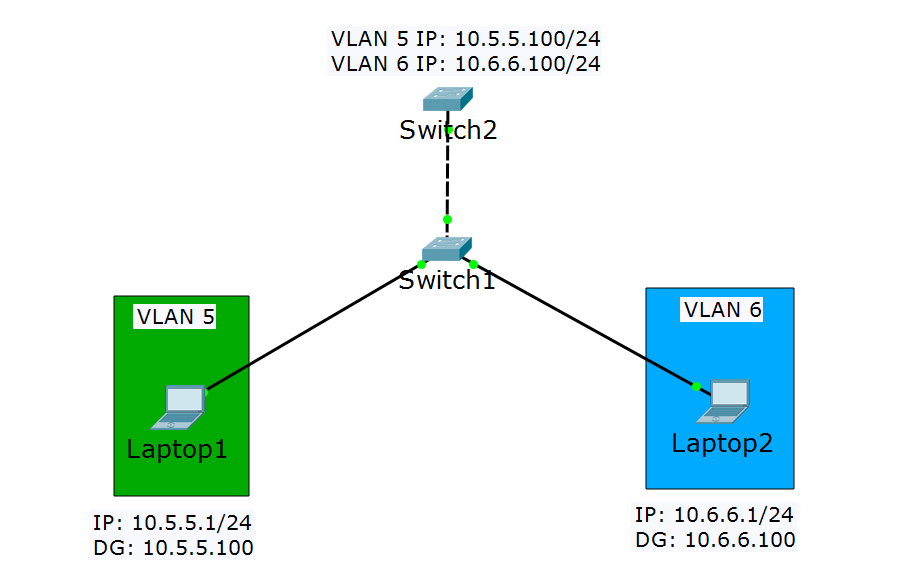 VLAN 5 IP: 10.5.5.100/24
VLAN 6 IP: 10.6.6.100/24
Switch2
Switch1
VLAN 5
VLAN 6
Laptop1
Laptop2
IP: 10.5.5.1/24
DG: 10.5.5.100
IP: 10.6.6.1/24
DG: 10.6.6.100